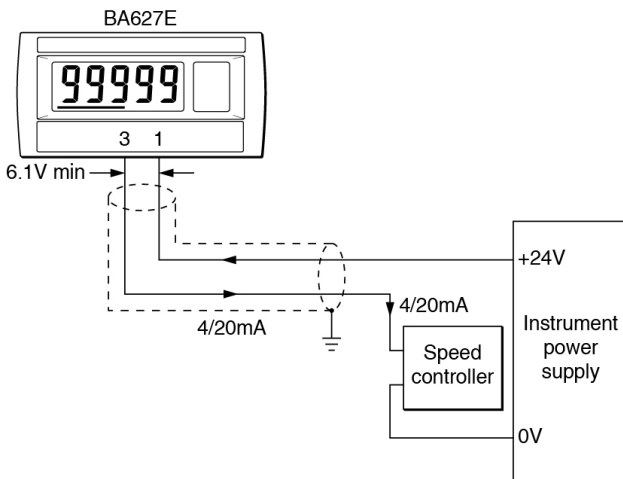 BA627E
99999
3 1
6.1V min
+24V
4/20mA
4/20mA
Speed
controller
Instrument
power
supply
0V